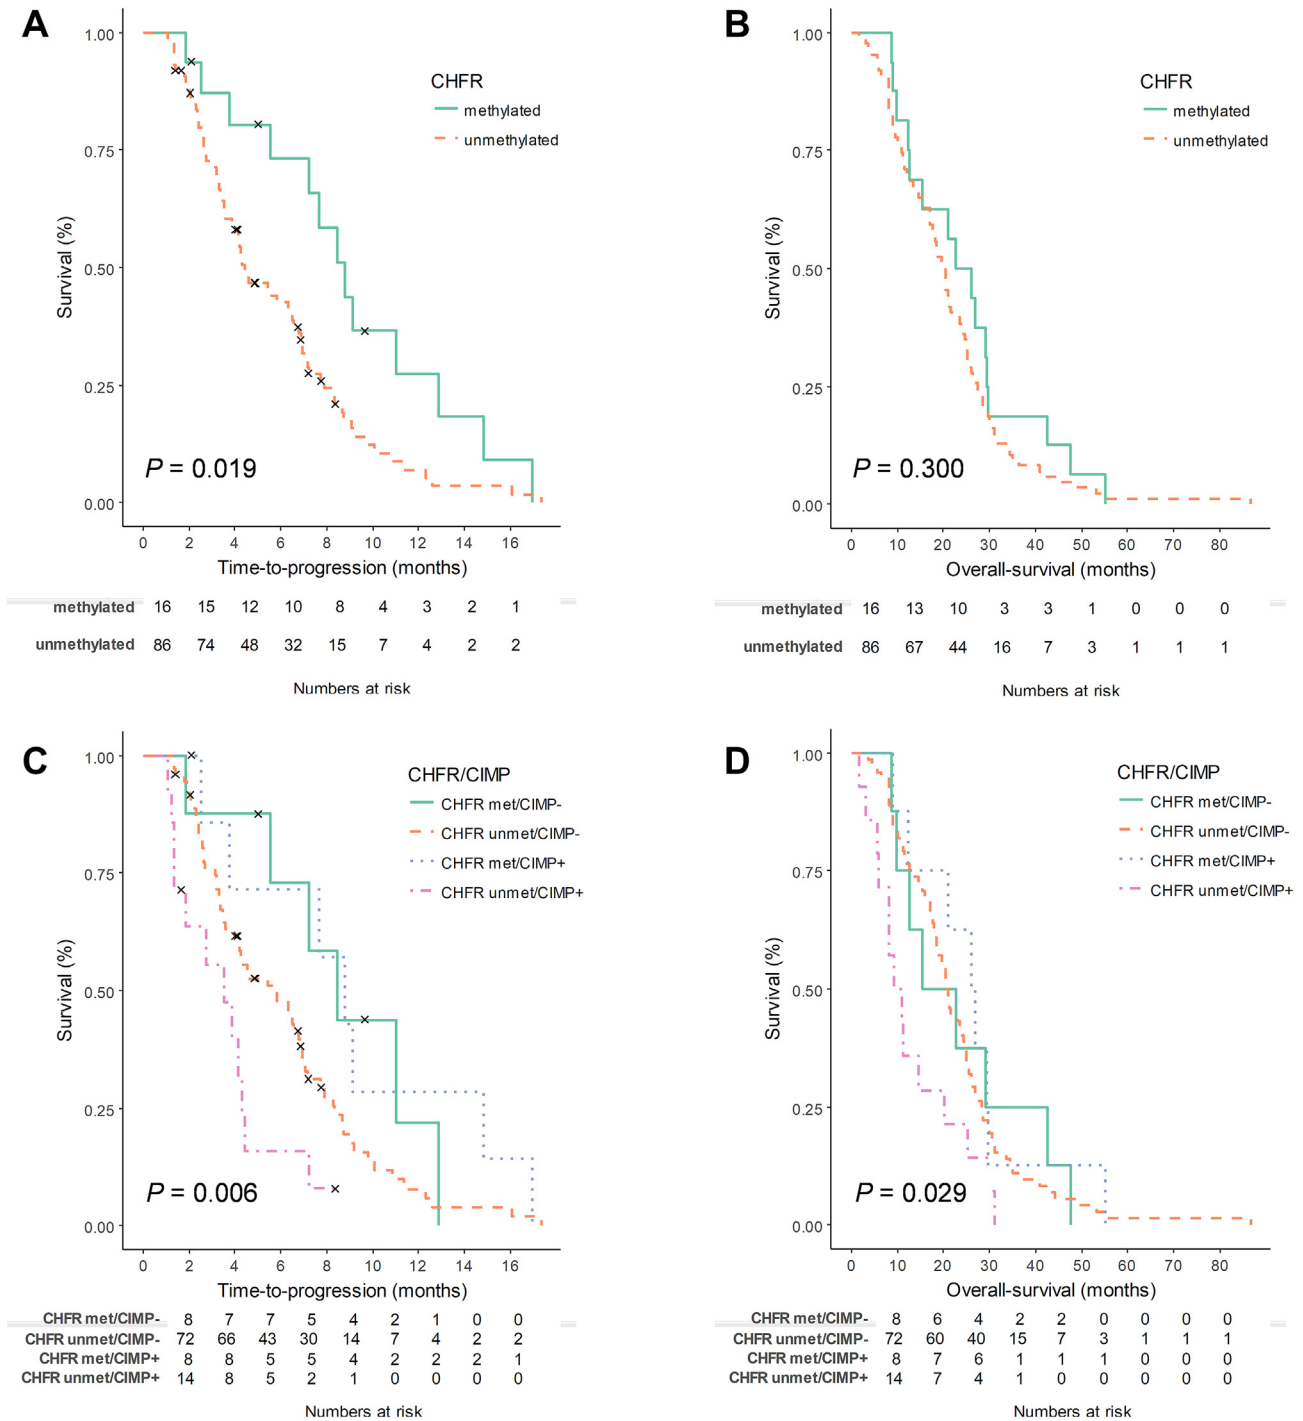 A
1.00
0.75
0.50
0.25
0.00
Survival (%)
CHFR
methylated
unmethylated
P = 0.019
0 2 4 6 8 10 12 14 16
Time-to-progression (months)
methylated 16 15 12 10 8 4 3 2 1
unmethylated 86 74 48 32 15 7 4 2 2
Numbers at risk
B
1.00
0.75
0.50
0.25
0.00
Survival (%)
CHFR
methylated
unmethylated
P = 0.300
0 10 20 30 40 50 60 70 80
Overall-survival (months)
methylated 16 13 10 3 3 1 0 0 0
unmethylated 86 67 44 16 7 3 1 1 1
Numbers at risk
C
1.00
0.75
0.50
0.25
0.00
Survival (%)
CHFR/CIMP
CHFR met/CIMP-
CHFR unmet/CIMP-
CHFR met/CIMP+
CHFR unmet/CIMP+
P = 0.006
0 2 4 6 8 10 12 14 16
Time-to-progression (months)
CHFR met/CIMP- 8 7 7 5 4 2 1 0 0
CHFR unmet/CIMP- 72 66 43 30 14 7 4 2 2
CHFR met/CIMP+ 8 8 5 5 4 2 2 2 1
CHFR unmet/CIMP+ 14 8 5 2 1 0 0 0 0
Numbers at risk
D
1.00
0.75
0.50
0.25
0.00
Survival (%)
CHFR/CIMP
CHFR met/CIMP-
CHFR unmet/CIMP-
CHFR met/CIMP+
CHFR unmet/CIMP+
P = 0.029
0 10 20 30 40 50 60 70 80
Overall-survival (months)
CHFR met/CIMP- 8 6 4 2 2 0 0 0 0
CHFR unmet/CIMP- 72 60 40 15 7 3 1 1 1
CHFR met/CIMP+ 8 7 6 1 1 1 0 0 0
CHFR unmet/CIMP+ 14 7 4 1 0 0 0 0 0
Numbers at risk